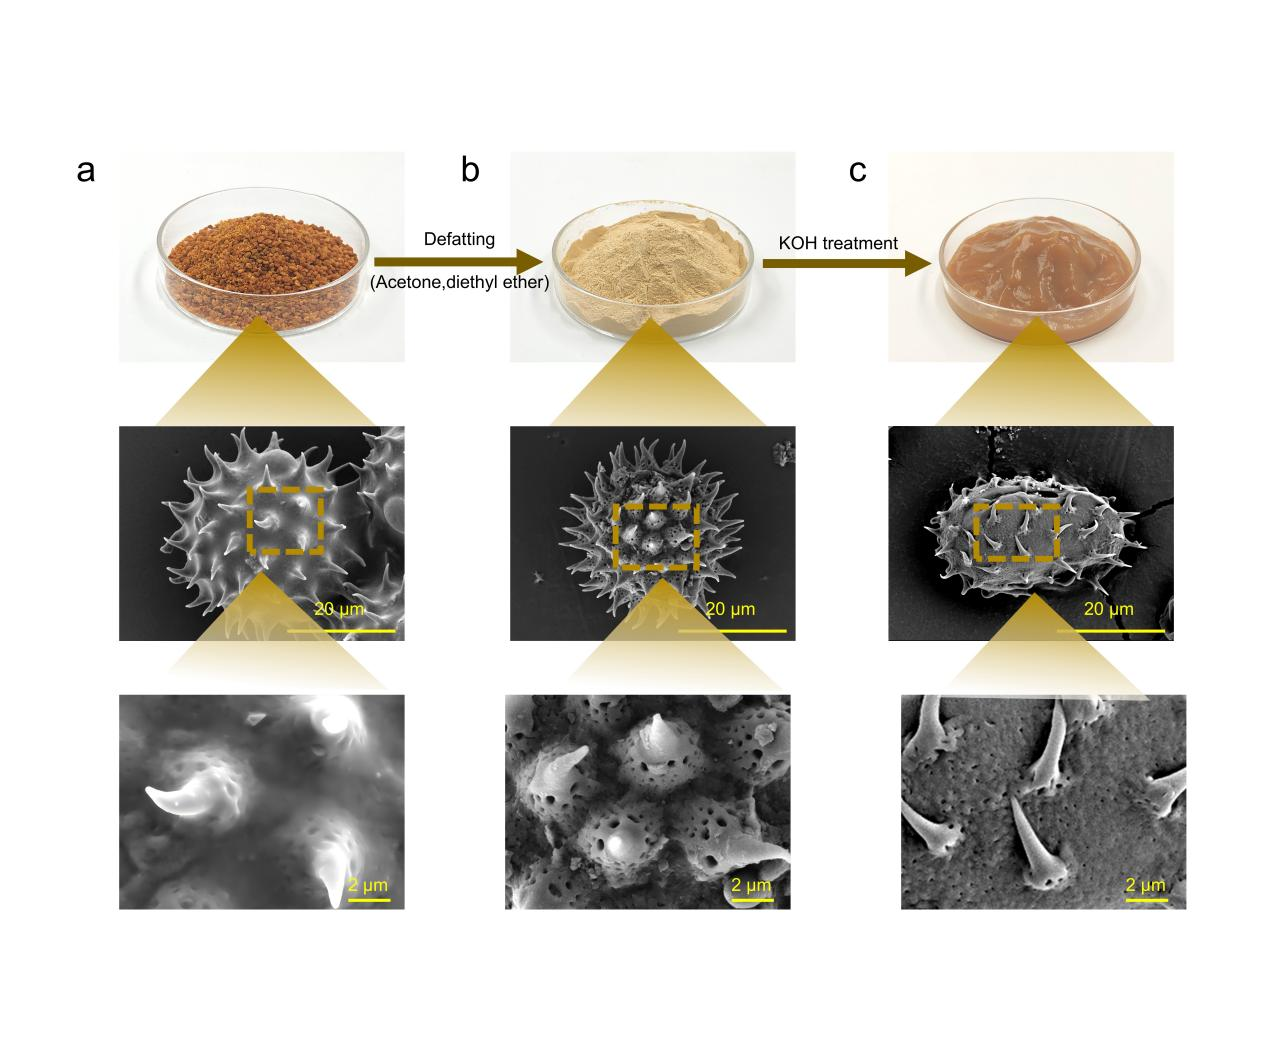 a
b
c
Defatting
(Acetone,diethyl ether)
KOH treatment
20 µm
20 µm
20 µm
2 µm
2 µm
2 µm